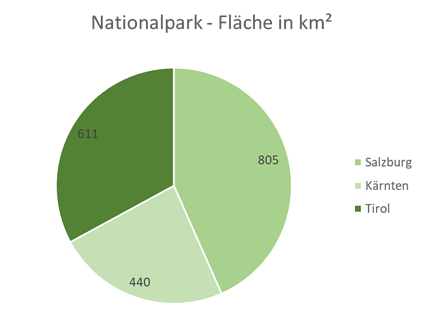 Nationalpark - Fläche in km²
611
805
440
Salzburg
Kärnten
Tirol